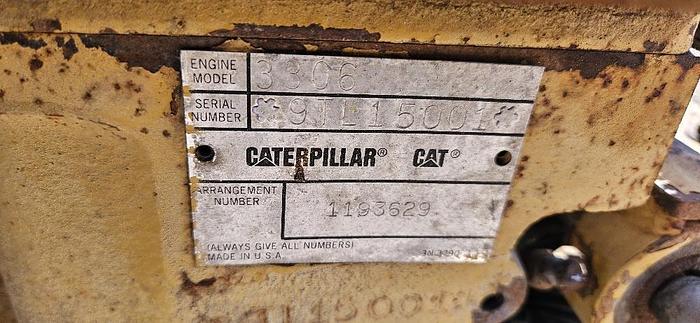 ENGINE
MODEL 3306
SERIAL
NUMBER 9TL15001
CATERPILLAR® CAT®
ARRANGEMENT
NUMBER 1193629
(ALWAYS GIVE ALL NUMBERS)
MADE IN U.S.A.